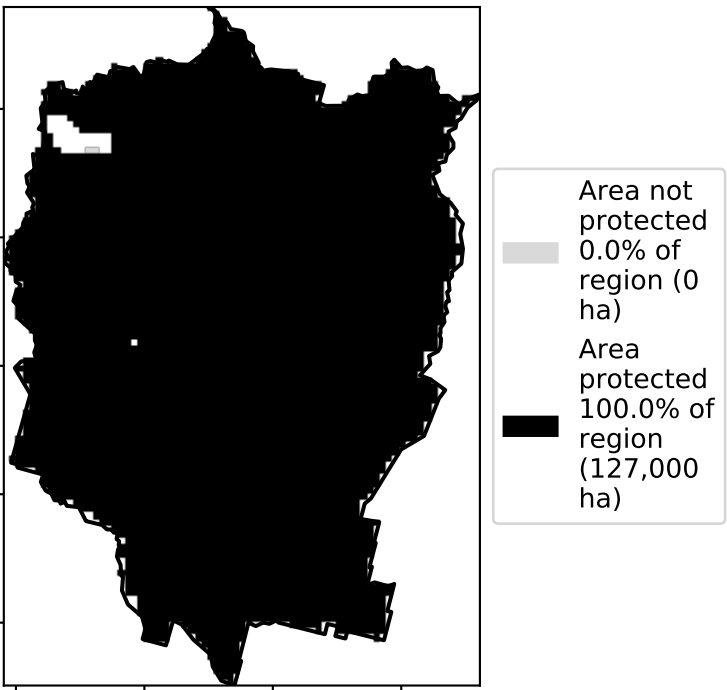 Area not
protected
0.0% of
region (0
ha)
Area
protected
100.0% of
region
(127,000
ha)